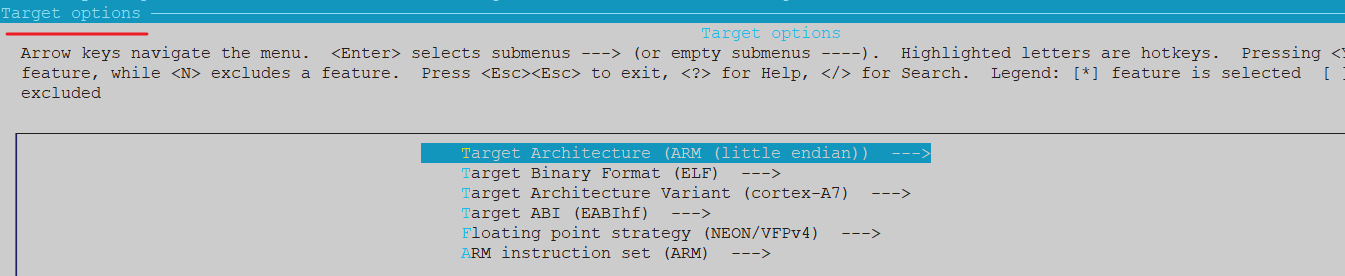 Target options
Target options
Arrow keys navigate the menu.  <Enter> selects submenus ---> (or empty submenus ----).  Highlighted letters are hotkeys.  Pressing <Y
feature, while <N> excludes a feature.  Press <Esc><Esc> to exit, <?> for Help, </> for Search.  Legend: [*] feature is selected  [ ]
excluded
Target Architecture (ARM (little endian))  --->
Target Binary Format (ELF)  --->
Target Architecture Variant (cortex-A7)  --->
Target ABI (EABIhf)  --->
Floating point strategy (NEON/VFPv4)  --->
ARM instruction set (ARM)  --->